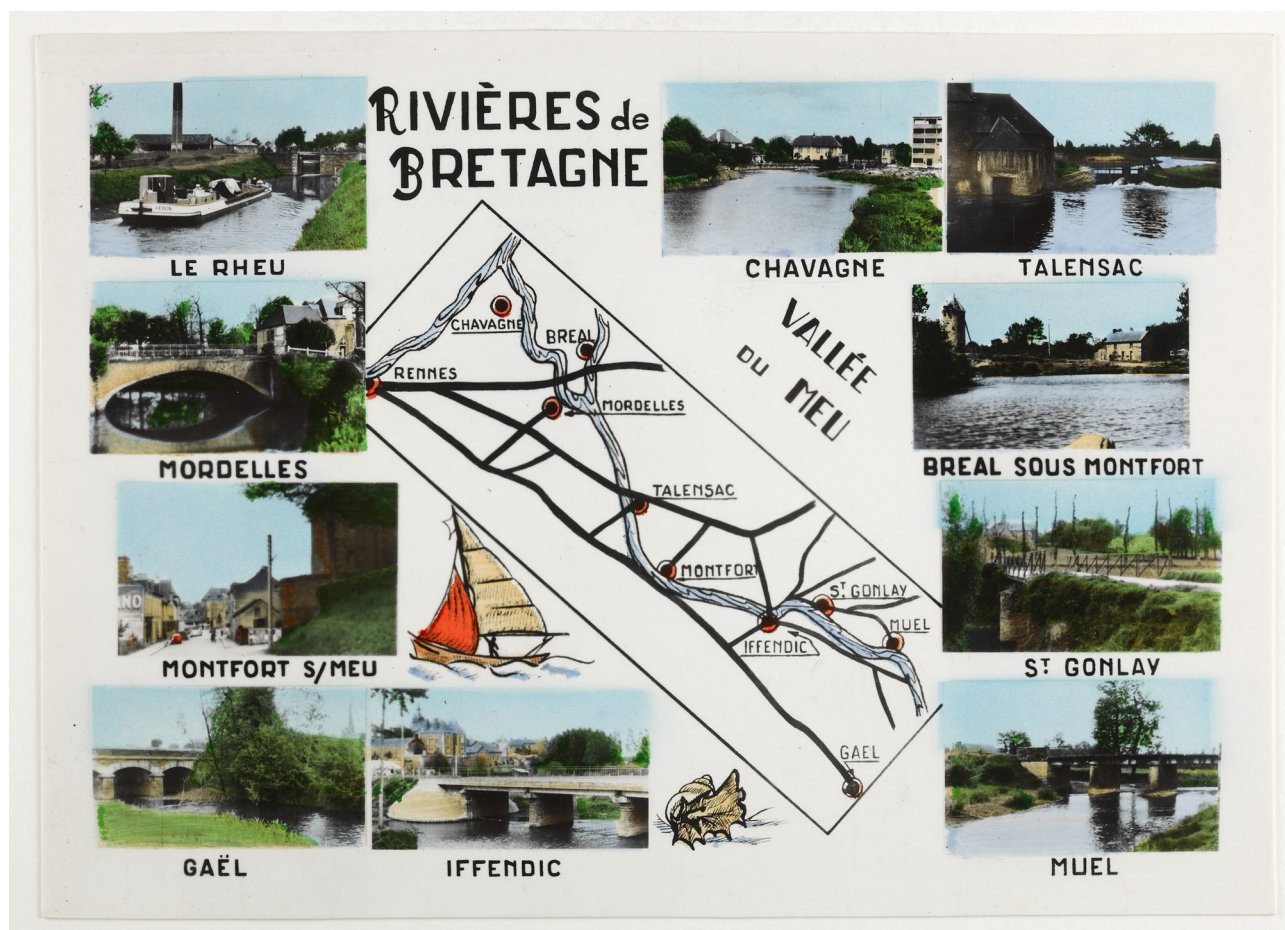 RIVIÈRES de
BRETAGNE
LE RHEU
CHAVAGNE
TALENSAC
MORDELLES
VALLÉE
DU MEU
BREAL SOUS MONTFORT
CHAVAGNE
BREAL
RENNES
MORDELLES
TALENSAC
MONTFORT
ST GONLAY
MUEL
IFFENDIC
GAEL
MONTFORT S/MEU
ST GONLAY
GAËL
IFFENDIC
MUEL